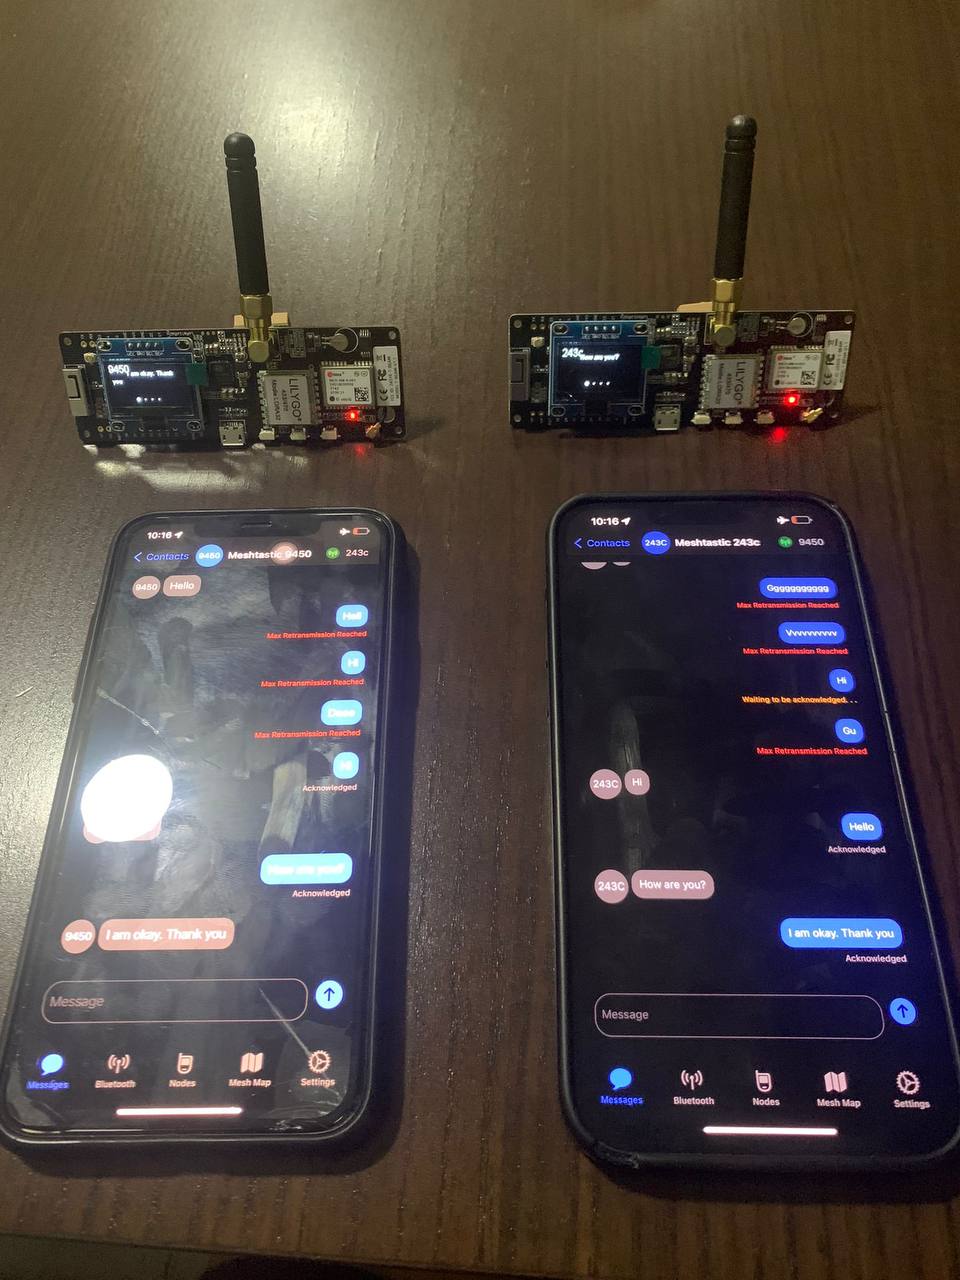 9450
I am okay. Thank
you
LILYGO®
243c
How are you?
LILYGO®
10:16
Contacts
9450
Meshtastic 9450
243c
9450
Hello
Max Retransmission Reached
Hi
Max Retransmission Reached
Max Retransmission Reached
Hi
Acknowledged
How are you?
Acknowledged
9450
I am okay. Thank you
Message
Messages
Bluetooth
Nodes
Mesh Map
Settings
10:16
Contacts
243C
Meshtastic 243c
9450
Gggggggggggg
Max Retransmission Reached
Vvvvvvvvv
Max Retransmission Reached
Hi
Waiting to be acknowledged. . .
Gu
Max Retransmission Reached
243C
Hi
Hello
Acknowledged
243C
How are you?
I am okay. Thank you
Acknowledged
Message
Messages
Bluetooth
Nodes
Mesh Map
Settings